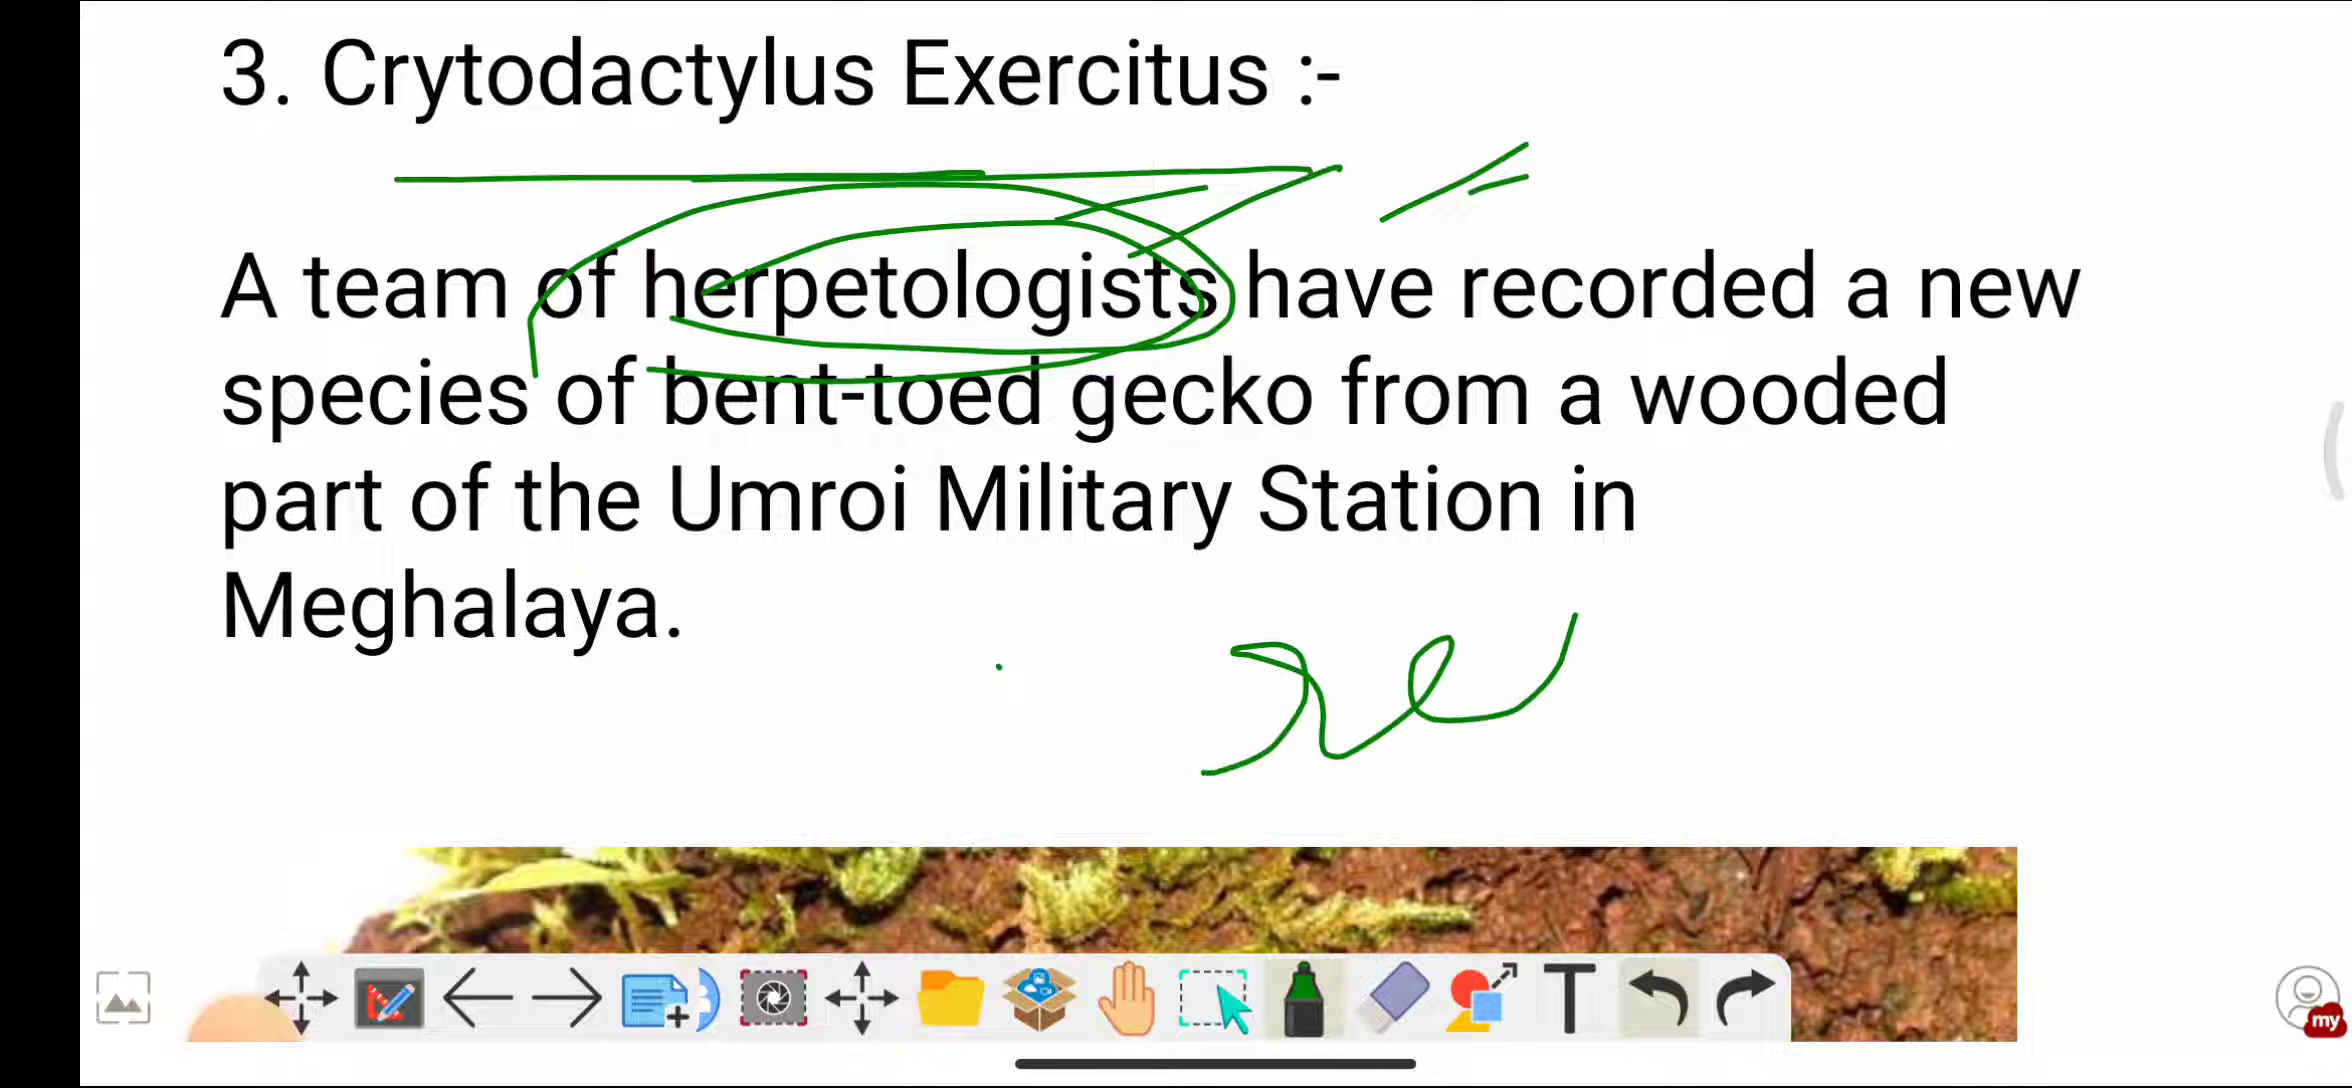 3. Crytodactylus Exercitus :-
A team of herpetologists have recorded a new
species of bent-toed gecko from a wooded
part of the Umroi Military Station in
Meghalaya.
T
my